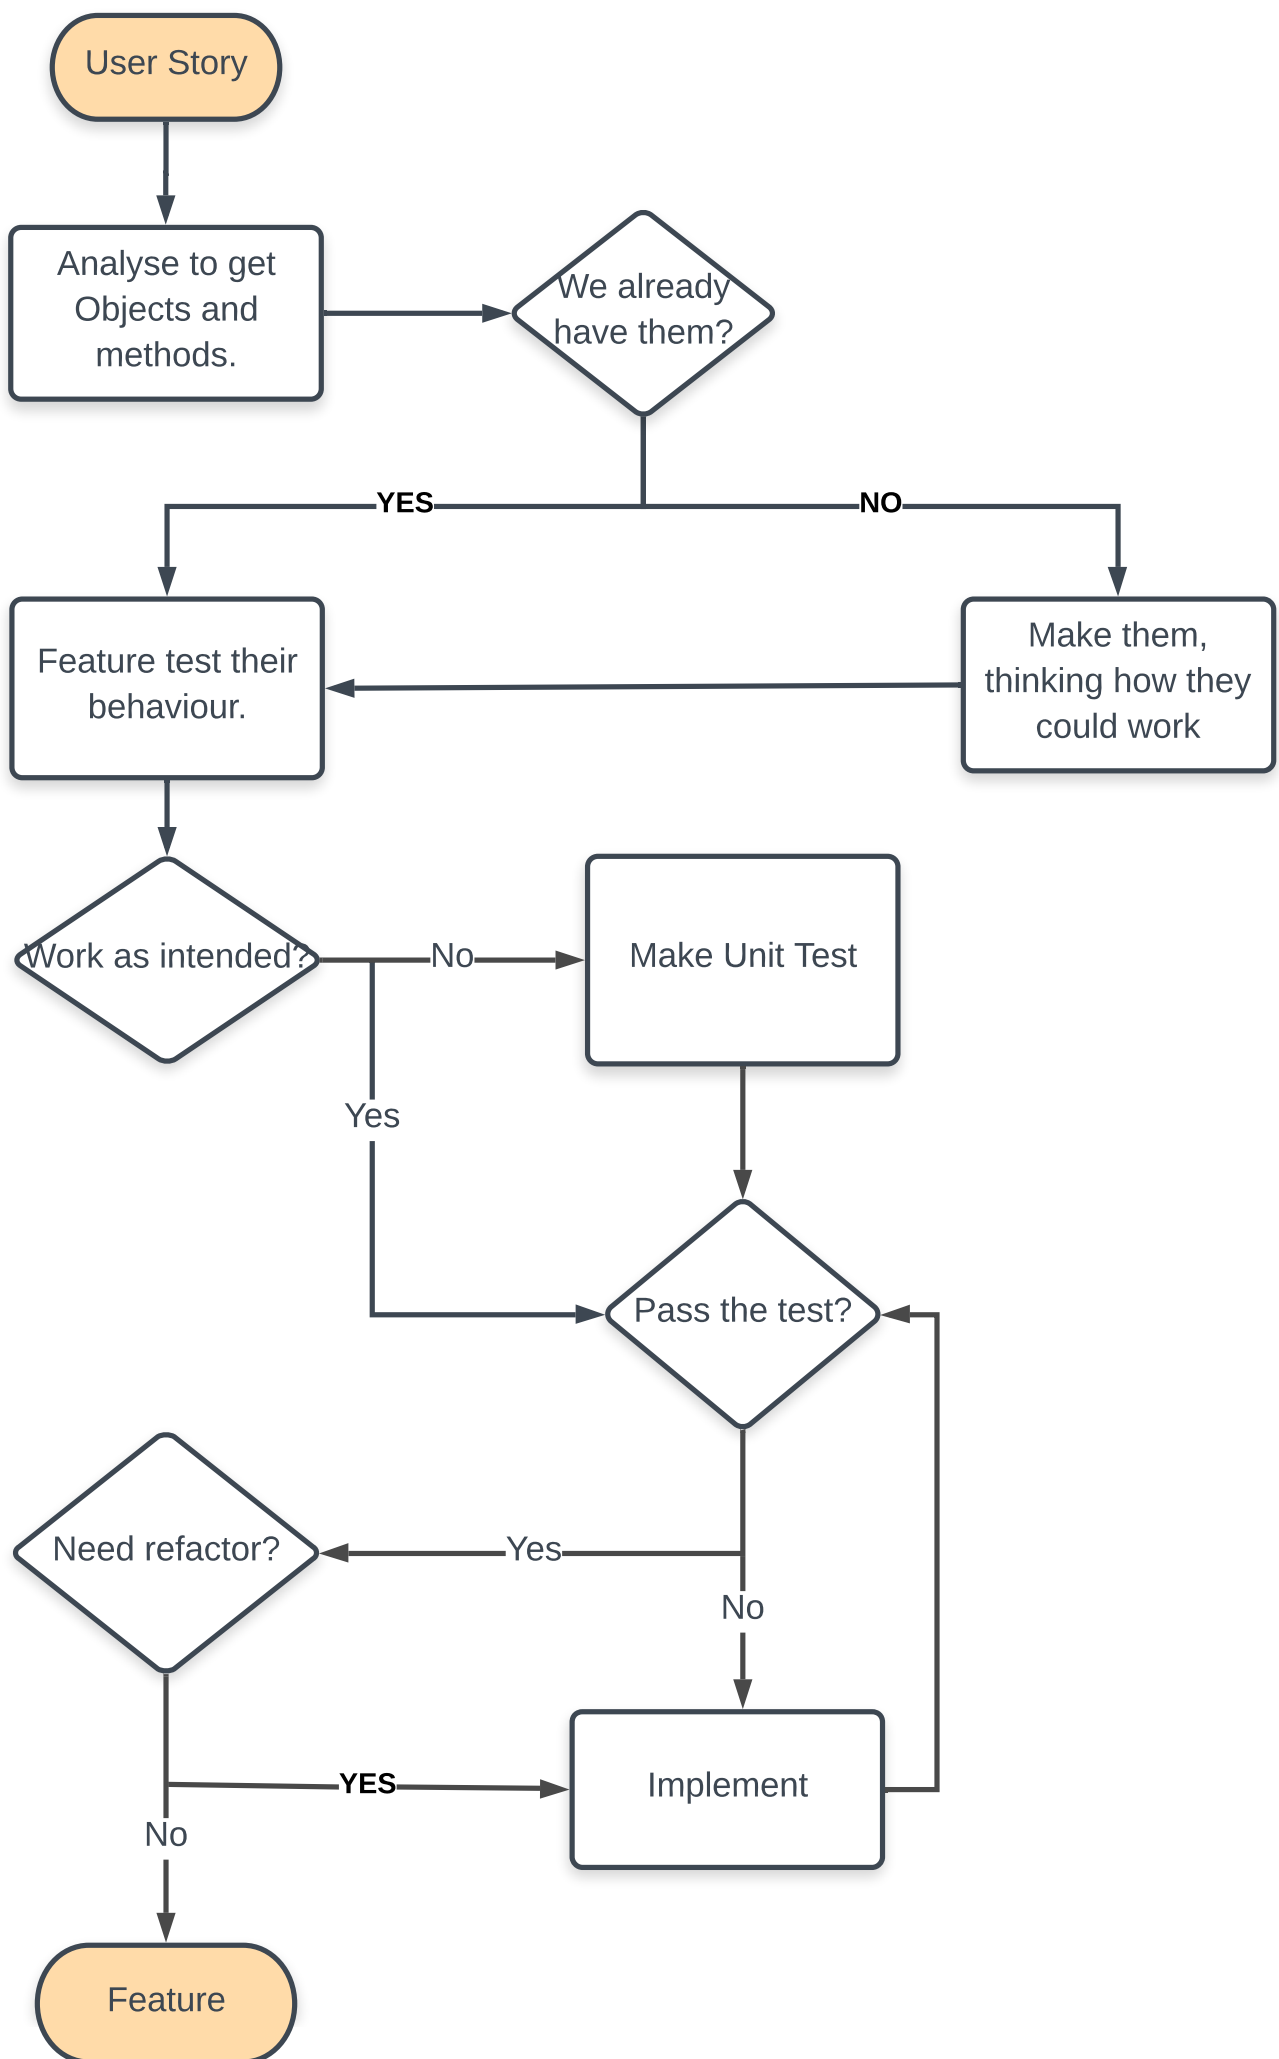 User Story
Analyse to get
Objects and
methods.
We already
have them?
YES
NO
Feature test their
behaviour.
Make them,
thinking how they
could work
Work as intended?
No
Make Unit Test
Yes
Pass the test?
Need refactor?
Yes
No
YES
Implement
No
Feature